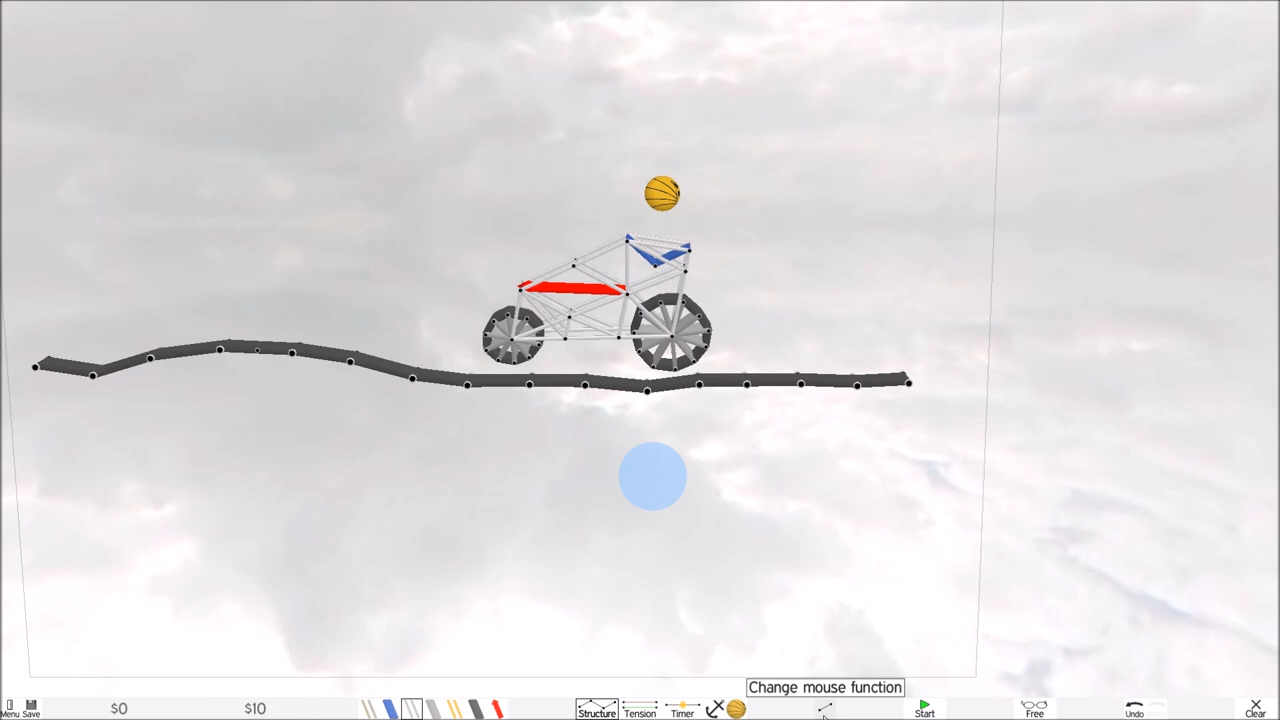 Change mouse function
Menu Save $0 $10 Structure Tension Timer Start Free Undo Clear